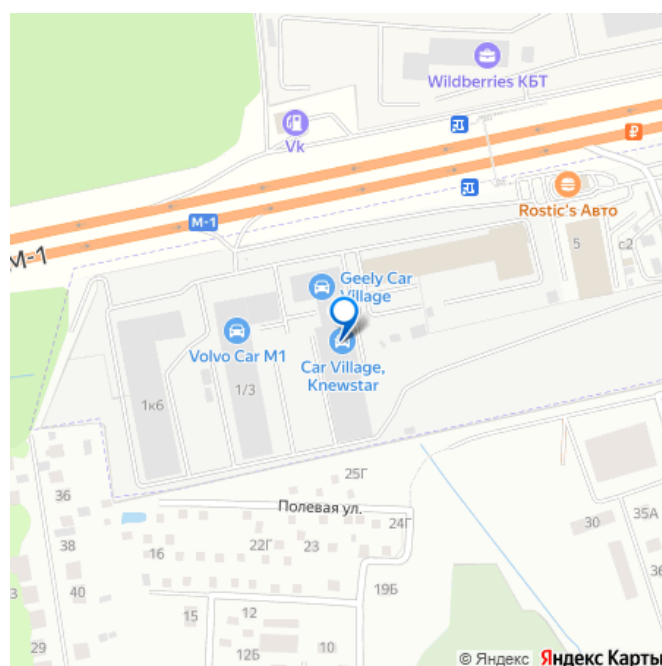 Wildberries КБТ
Vk
₽
Rostic's Авто
М-1
М-1
5
с2
Geely Car
Village
Volvo Car M1
Car Village,
Knewstar
1к6
1/3
25Г
36
Полевая ул.
24Г
35А
30
38
16
22Г
23
36
3
40
19Б
15
12
29
12Б
10
© Яндекс Яндекс Карты